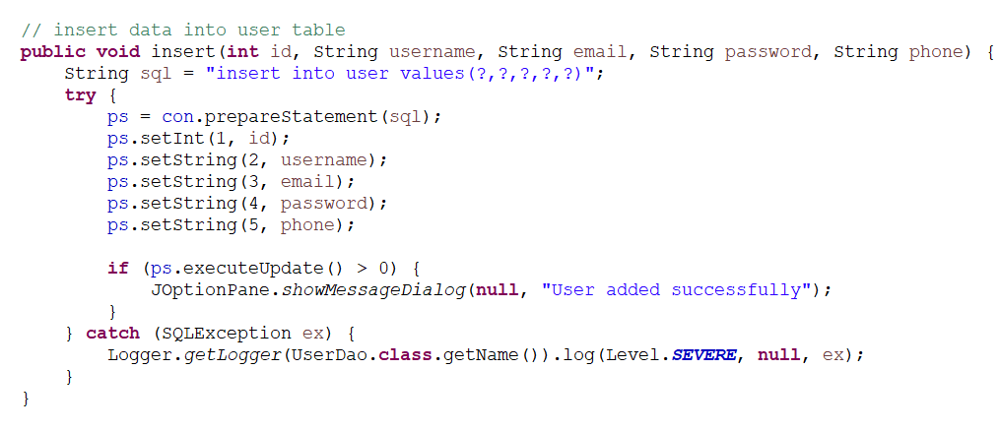 // insert data into user table
public void insert(int id, String username, String email, String password, String phone) {
    String sql = "insert into user values(?,?,?,?,?)";
    try {
        ps = con.prepareStatement(sql);
        ps.setInt(1, id);
        ps.setString(2, username);
        ps.setString(3, email);
        ps.setString(4, password);
        ps.setString(5, phone);

        if (ps.executeUpdate() > 0) {
            JOptionPane.showMessageDialog(null, "User added successfully");
        }
    } catch (SQLException ex) {
        Logger.getLogger(UserDao.class.getName()).log(Level.SEVERE, null, ex);
    }
}